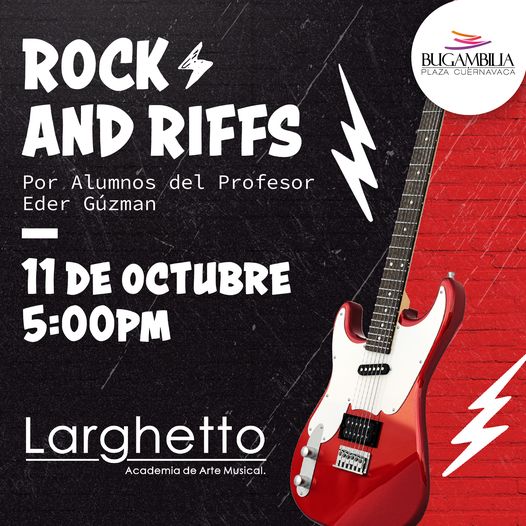 ROCK
AND RIFFS
Por Alumnos del Profesor
Eder Gúzman
11 DE OCTUBRE
5:00PM
Larghetto
Academia de Arte Musical.
BUGAMBILIA
PLAZA CUERNAVACA